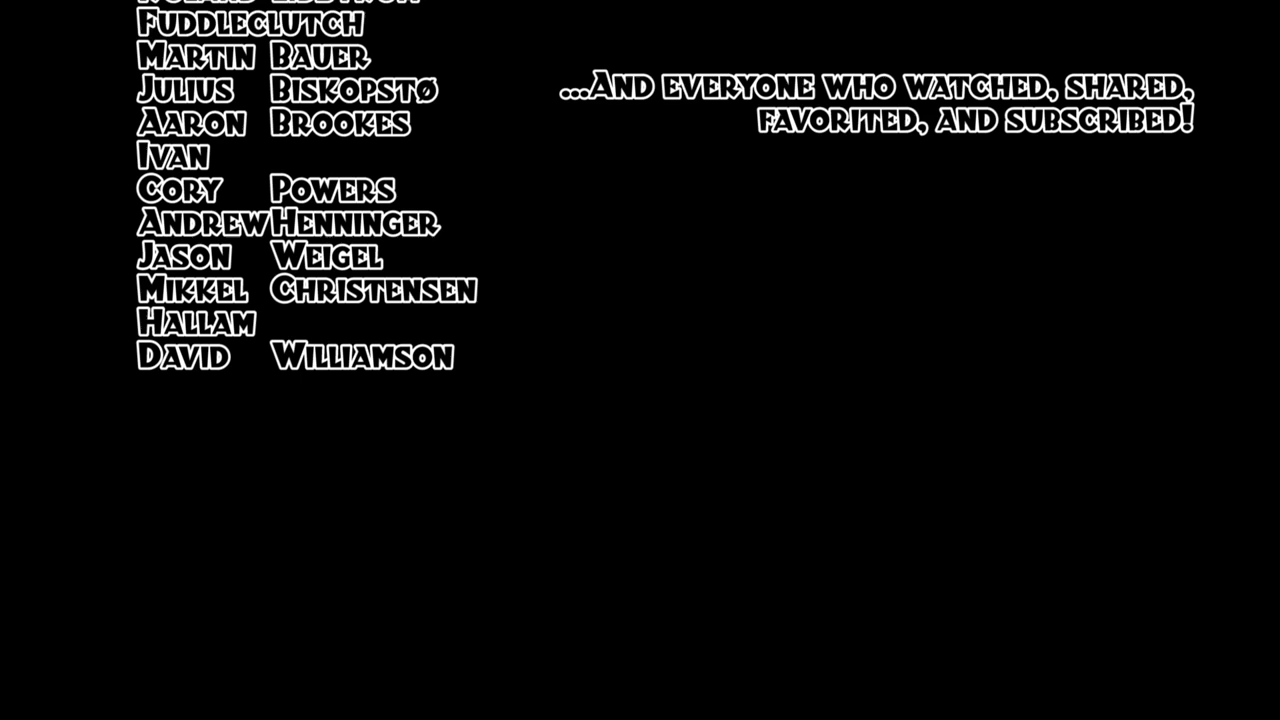 Fuddleclutch
Martin Bauer
Julius Biskopstø
Aaron Brookes
Ivan
Cory Powers
Andrew Henninger
Jason Weigel
Mikkel Christensen
Hallam
David Williamson
...And everyone who watched, shared,
favorited, and subscribed!